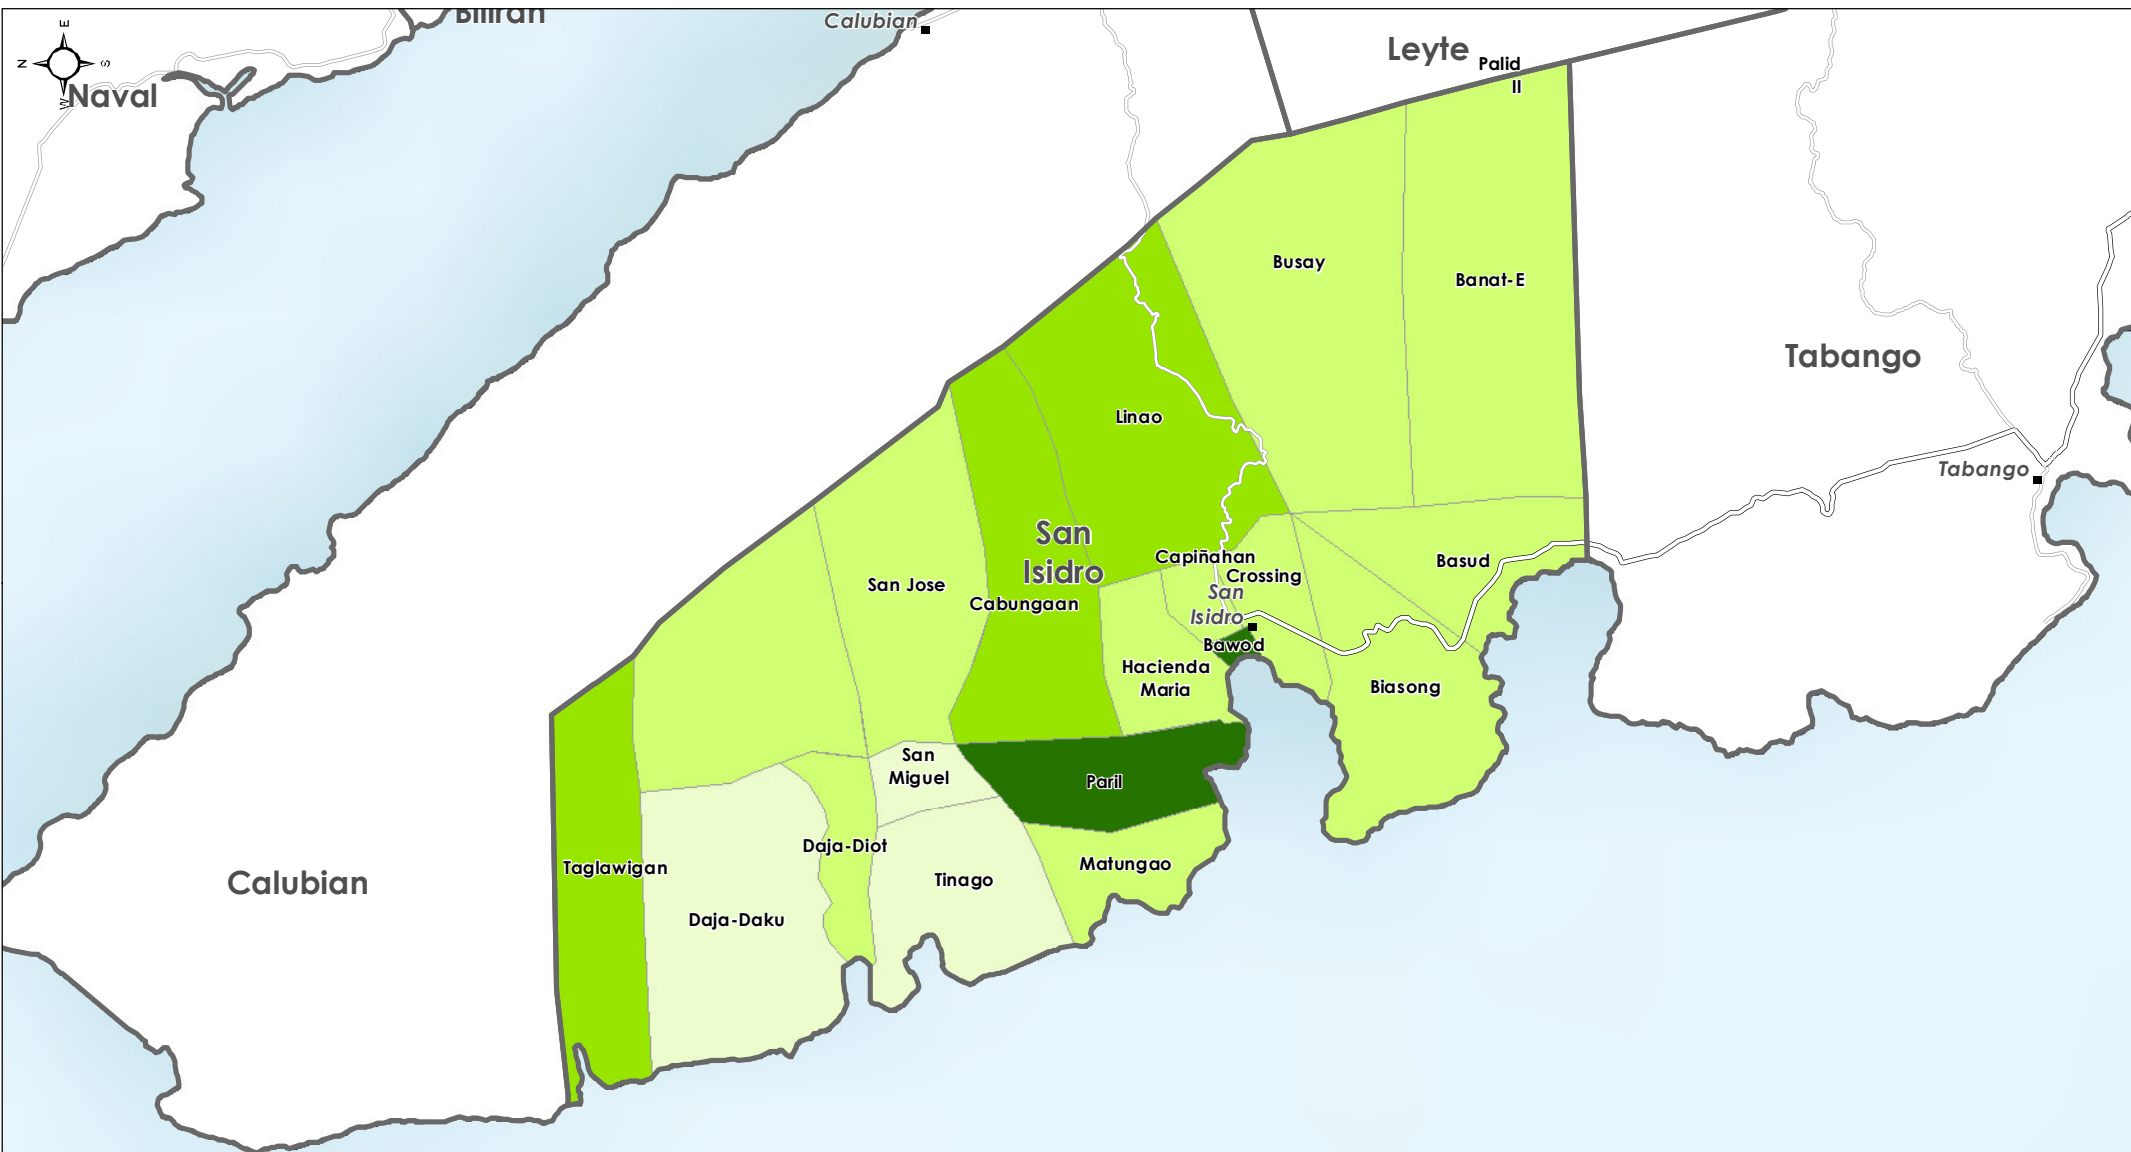 Biliran
Calubian
E
N
S
W
Naval
Leyte
Palid
II
Busay
Banat-E
Tabango
Linao
Tabango
San
Isidro
Capiñahan
Crossing
Basud
San Jose
Cabungaan
San
Isidro
Bawod
Hacienda
Maria
Biasong
San
Miguel
Paril
Daja-Diot
Matungao
Taglawigan
Tinago
Calubian
Daja-Daku